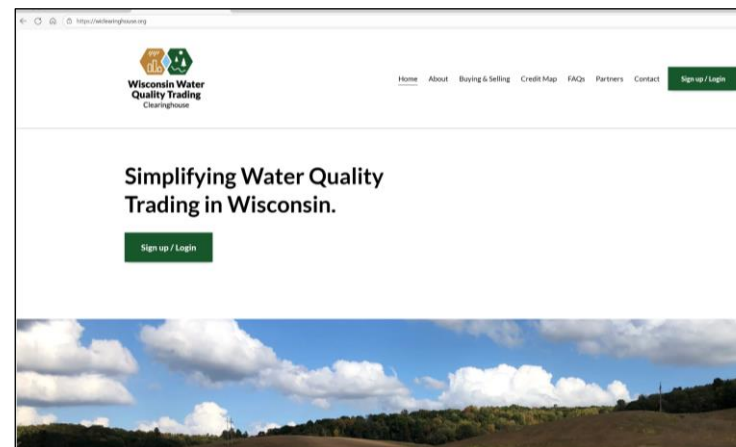 https://wiclearinghouse.org
Wisconsin Water
Quality Trading
Clearinghouse
Home About Buying & Selling Credit Map FAQs Partners Contact Sign up / Login
Simplifying Water Quality
Trading in Wisconsin.
Sign up / Login